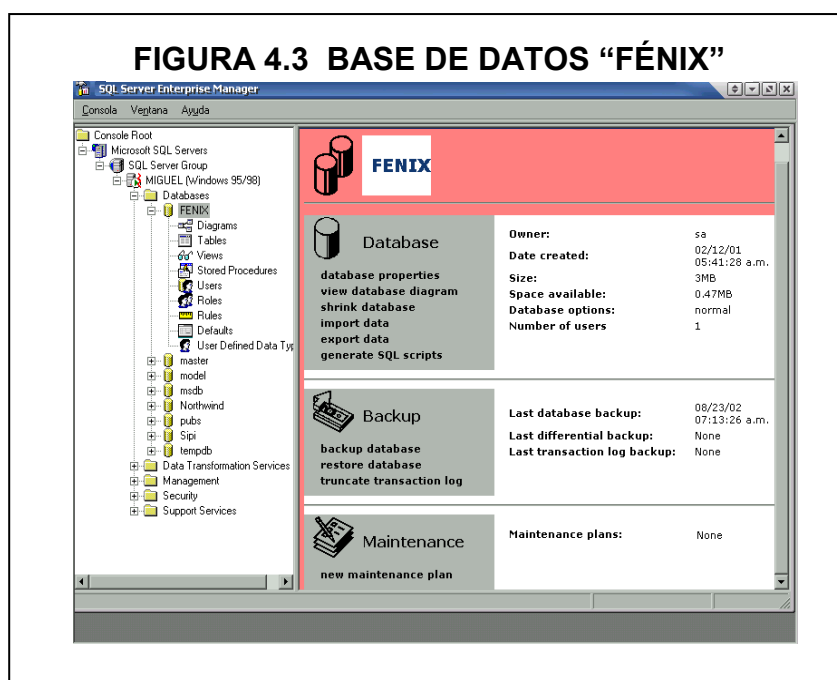 FIGURA 4.3 BASE DE DATOS “FÉNIX”
SQL Server Enterprise Manager
Consola Ventana Ayuda
Console Root
Microsoft SQL Servers
SQL Server Group
MIGUEL (Windows 95/98)
Databases
FENIX
Diagrams
Tables
Views
Stored Procedures
Users
Roles
Rules
Defaults
User Defined Data Typ
master
model
msdb
Northwind
pubs
Sipi
tempdb
Data Transformation Services
Management
Security
Support Services
FENIX
Database
database properties
view database diagram
shrink database
import data
export data
generate SQL scripts
Owner: sa
Date created: 02/12/01 05:41:28 a.m.
Size: 3MB
Space available: 0.47MB
Database options: normal
Number of users 1
Backup
backup database
restore database
truncate transaction log
Last database backup: 08/23/02 07:13:26 a.m.
Last differential backup: None
Last transaction log backup: None
Maintenance
new maintenance plan
Maintenance plans: None